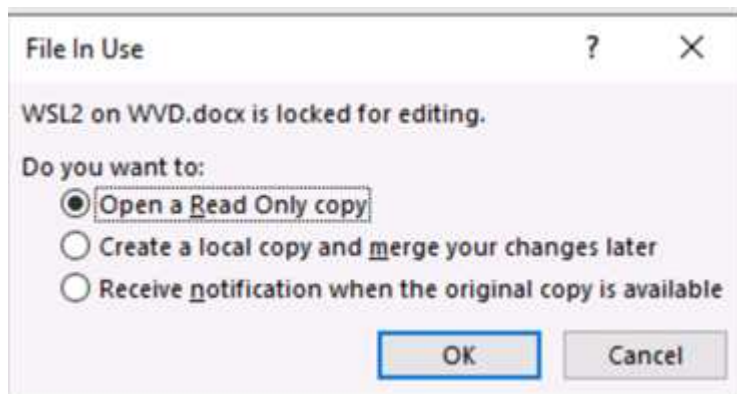 File In Use ?
WSL2 on WVD.docx is locked for editing.
Do you want to:
Open a Read Only copy
Create a local copy and merge your changes later
Receive notification when the original copy is available
OK Cancel